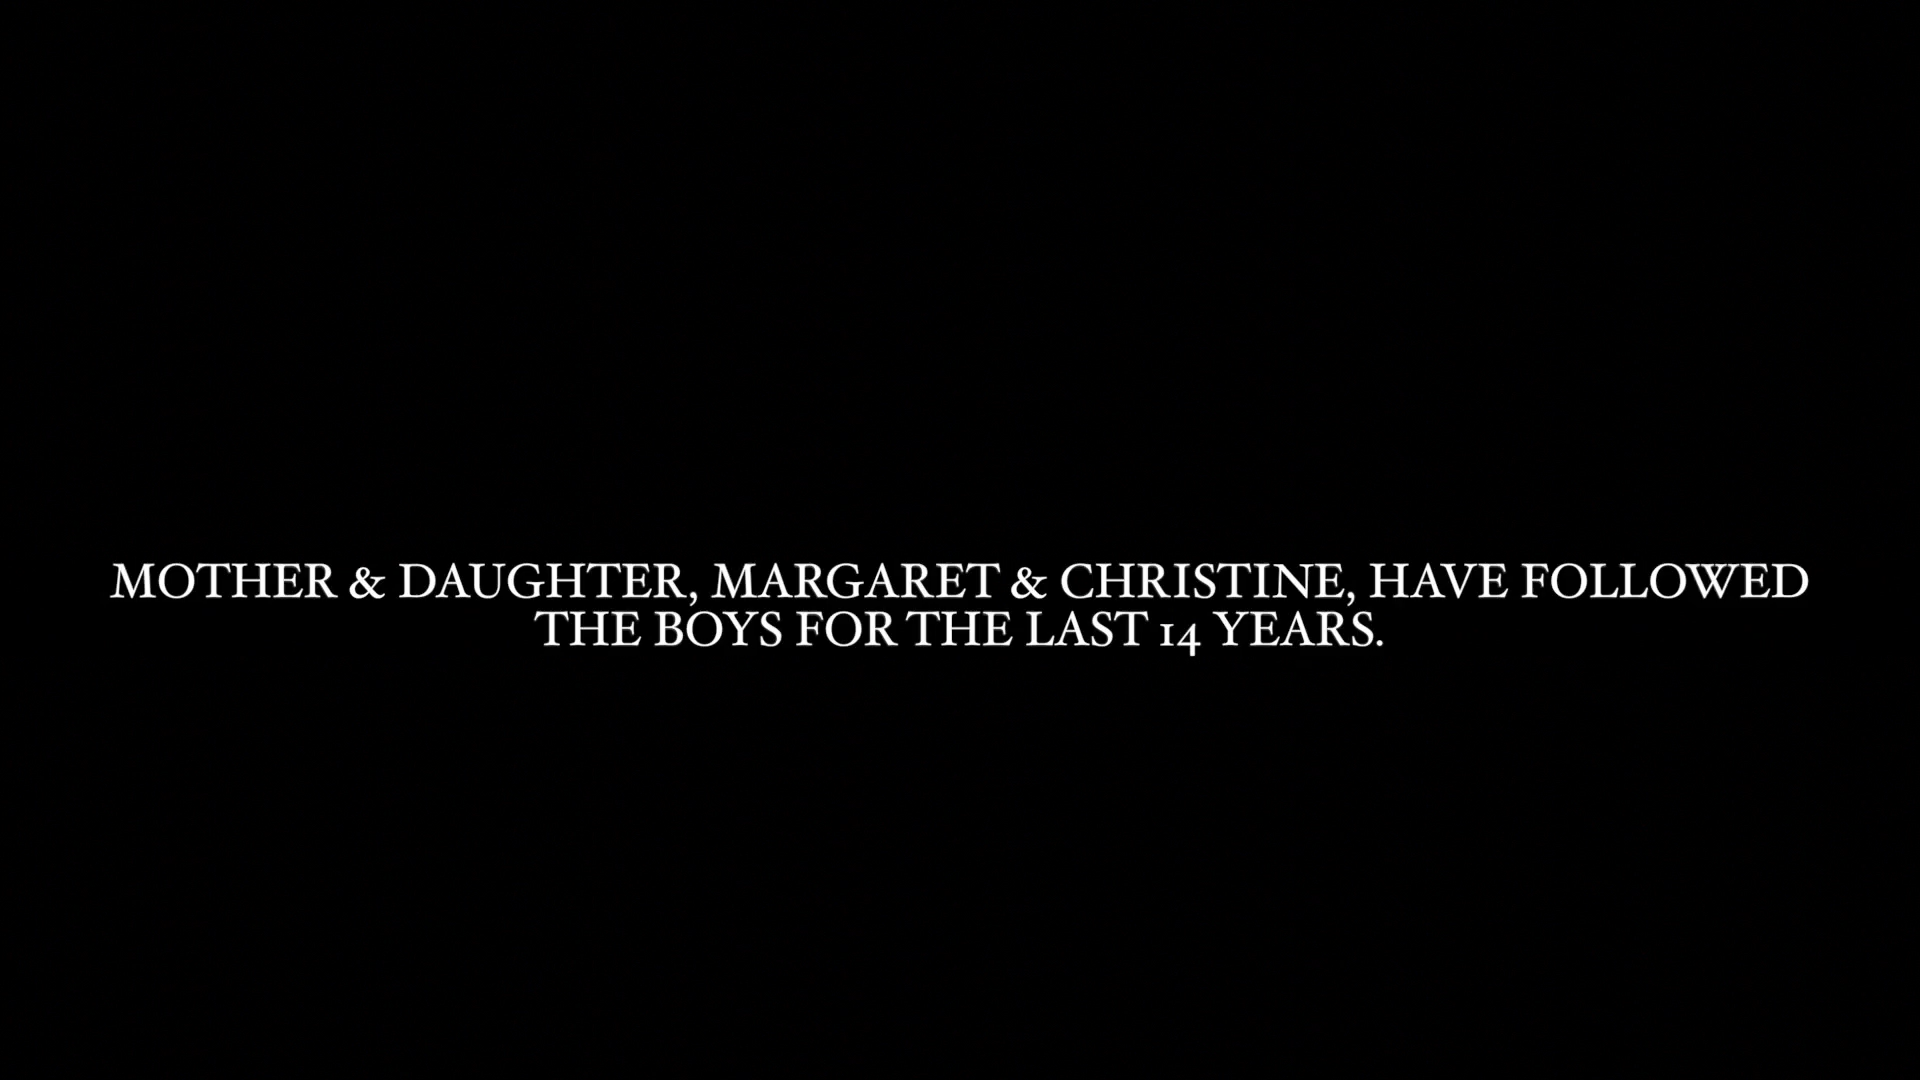 MOTHER & DAUGHTER, MARGARET & CHRISTINE, HAVE FOLLOWED
THE BOYS FOR THE LAST 14 YEARS.